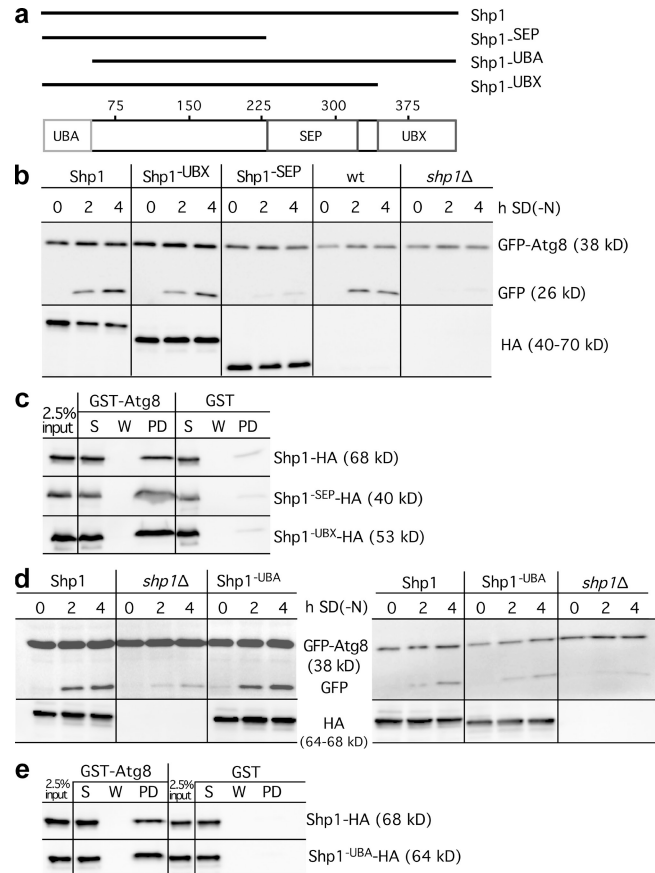 a
Shp1
Shp1-SEP
Shp1-UBA
Shp1-UBX
75 150 225 300 375
UBA SEP UBX
b
Shp1 Shp1-UBX Shp1-SEP wt shp1Δ
0 2 4 0 2 4 0 2 4 0 2 4 0 2 4 h SD(-N)
GFP-Atg8 (38 kD)
GFP (26 kD)
HA (40-70 kD)
c
GST-Atg8 GST
2.5% input S W PD S W PD
Shp1-HA (68 kD)
Shp1-SEP-HA (40 kD)
Shp1-UBX-HA (53 kD)
d
Shp1 shp1Δ Shp1-UBA
0 2 4 0 2 4 0 2 4 h SD(-N)
GFP-Atg8
(38 kD)
GFP
HA
(64-68 kD)
Shp1 Shp1-UBA shp1Δ
0 2 4 0 2 4 0 2 4
e
GST-Atg8 GST
2.5% input S W PD 2.5% input S W PD
Shp1-HA (68 kD)
Shp1-UBA-HA (64 kD)